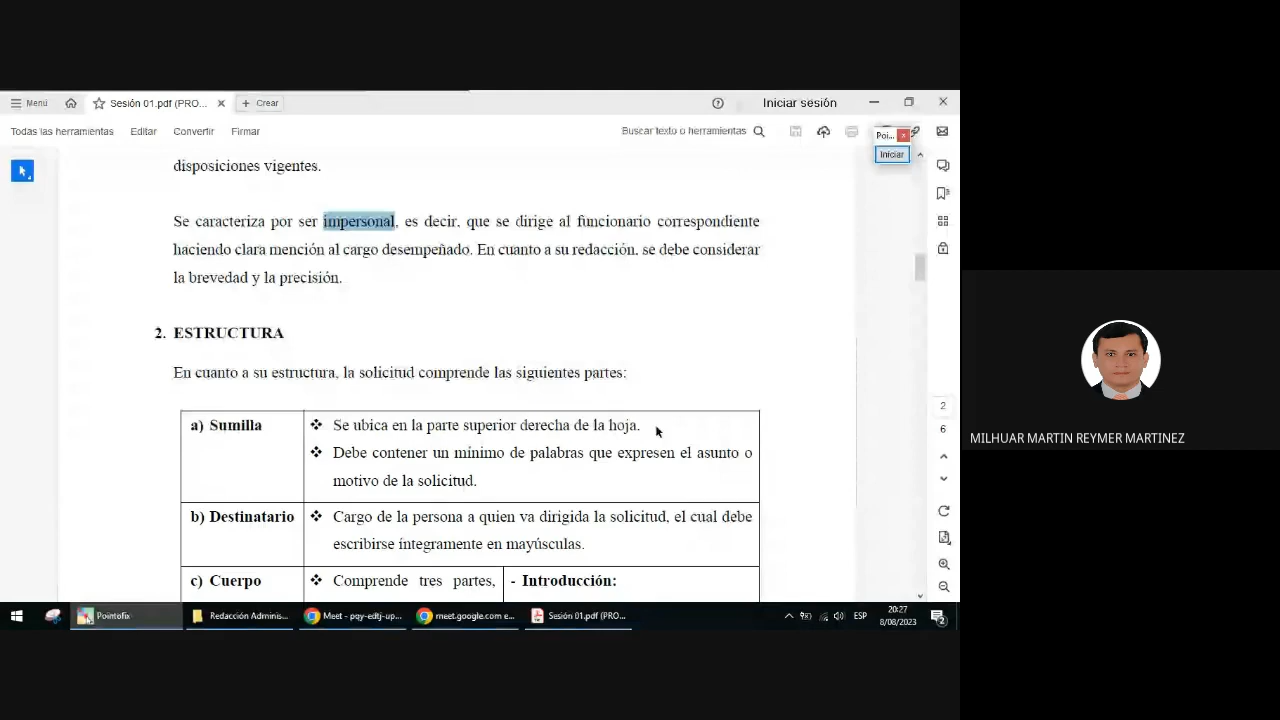 Menú
Sesión 01.pdf (PRO...
+ Crear
Iniciar sesión
Todas las herramientas Editar Convertir Firmar
Buscar texto o herramientas
Poi...
Iniciar
disposiciones vigentes.
Se caracteriza por ser impersonal, es decir, que se dirige al funcionario correspondiente
haciendo clara mención al cargo desempeñado. En cuanto a su redacción, se debe considerar
la brevedad y la precisión.
2. ESTRUCTURA
En cuanto a su estructura, la solicitud comprende las siguientes partes:
a) Sumilla
❖ Se ubica en la parte superior derecha de la hoja.
❖ Debe contener un mínimo de palabras que expresen el asunto o
motivo de la solicitud.
b) Destinatario
❖ Cargo de la persona a quien va dirigida la solicitud, el cual debe
escribirse íntegramente en mayúsculas.
c) Cuerpo
❖ Comprende tres partes,
- Introducción:
2
6
MILHUAR MARTIN REYMER MARTINEZ
Pointofix
Redacción Adminis...
Meet - pqy-edtj-up...
meet.google.com e...
Sesión 01.pdf (PRO...
ESP
20:27
8/08/2023
2